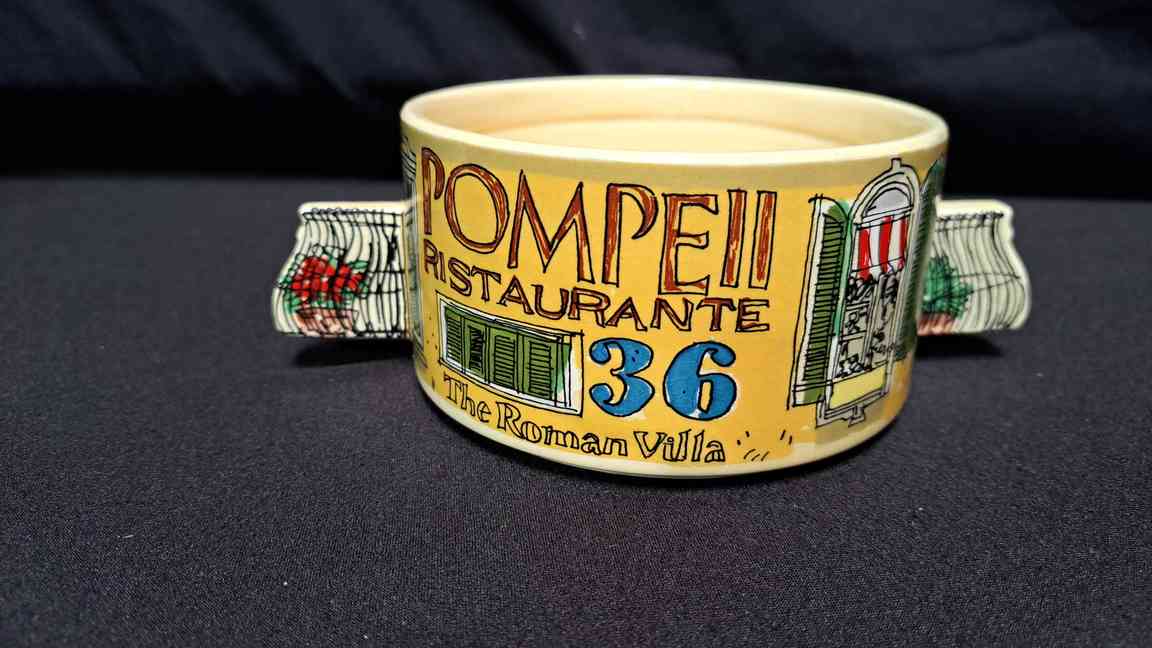 POMPEII
RISTAURANTE
36
The Roman Villa